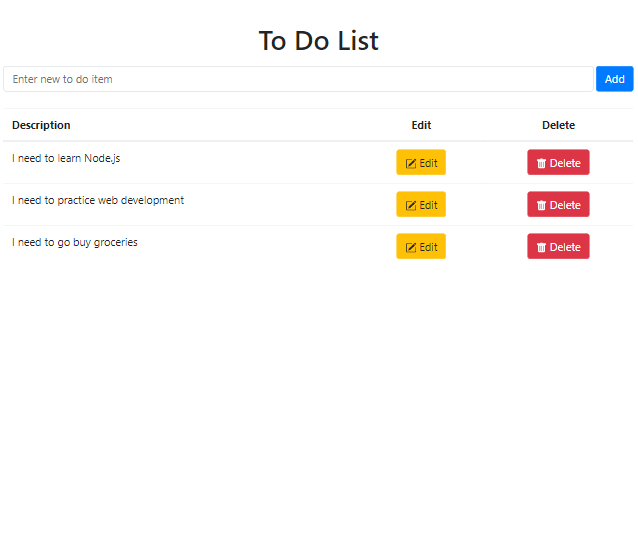 To Do List
Enter new to do item Add
Description Edit Delete
I need to learn Node.js Edit Delete
I need to practice web development Edit Delete
I need to go buy groceries Edit Delete